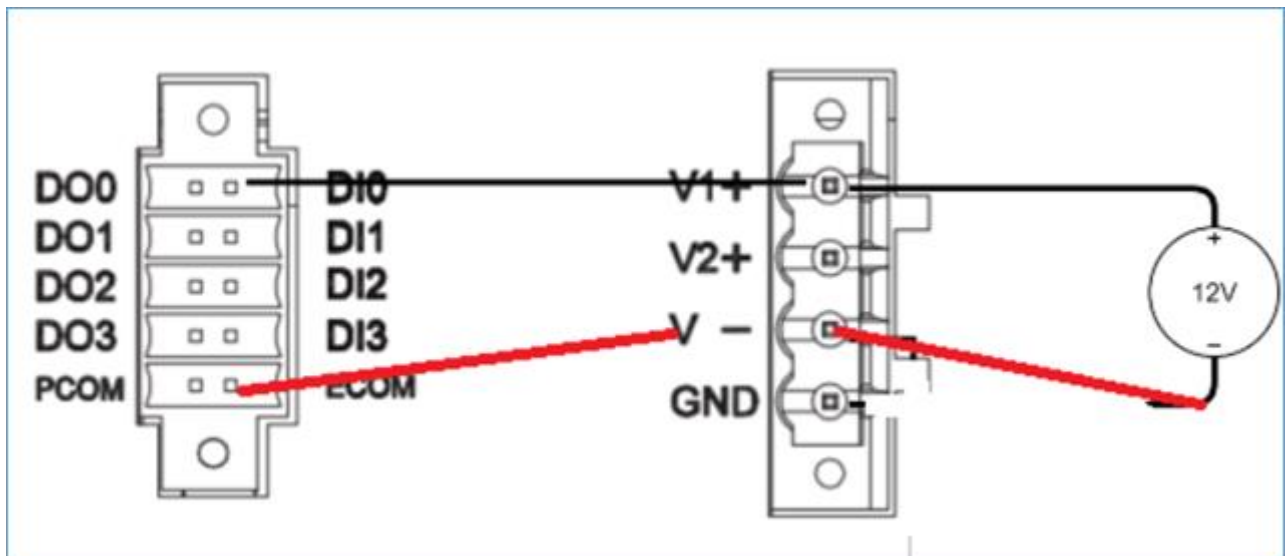 DO0 DI0 V1+
DO1 DI1
V2+
+
DO2 DI2 12V
DO3 DI3 V -
-
PCOM ECOM
GND